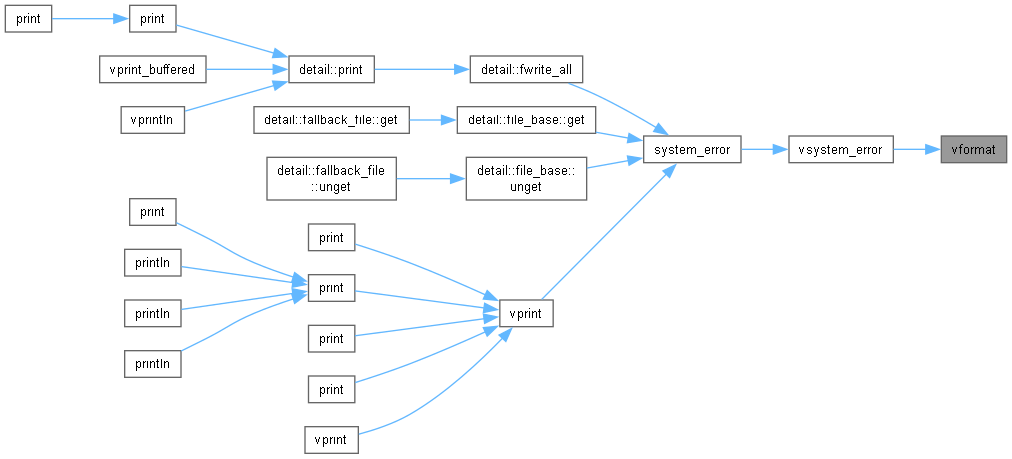 print
print
vprint_buffered
vprintln
detail::print
detail::fwrite_all
detail::fallback_file::get
detail::file_base::get
detail::fallback_file
::unget
detail::file_base::
unget
system_error
vsystem_error
vformat
print
println
println
println
print
print
print
print
vprint
vprint